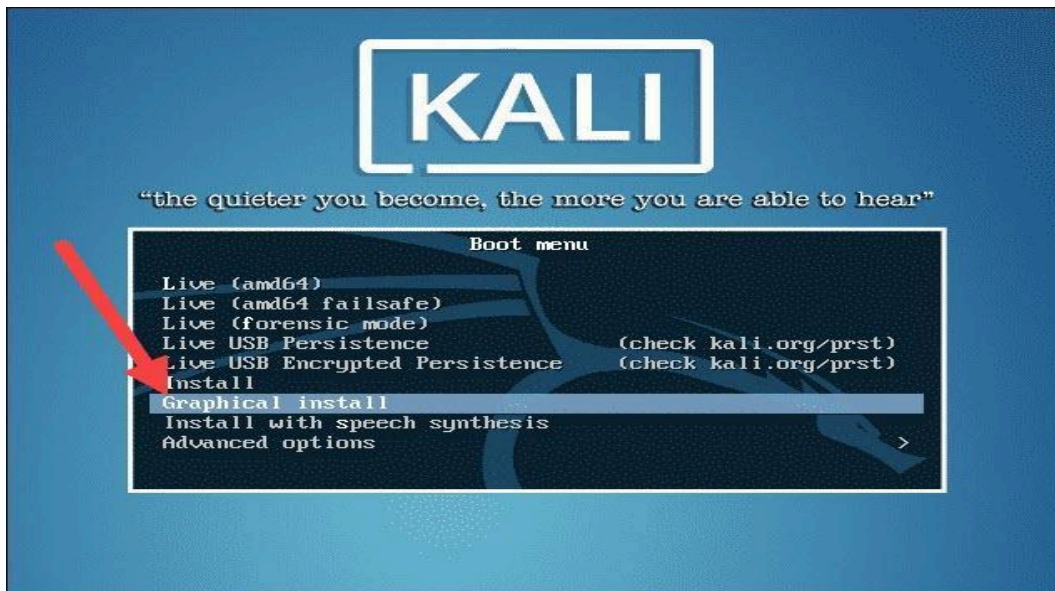 KALI
“the quieter you become, the more you are able to hear”
Boot menu
Live (amd64)
Live (amd64 failsafe)
Live (forensic mode)
Live USB Persistence (check kali.org/prst)
Live USB Encrypted Persistence (check kali.org/prst)
Install
Graphical install
Install with speech synthesis
Advanced options >